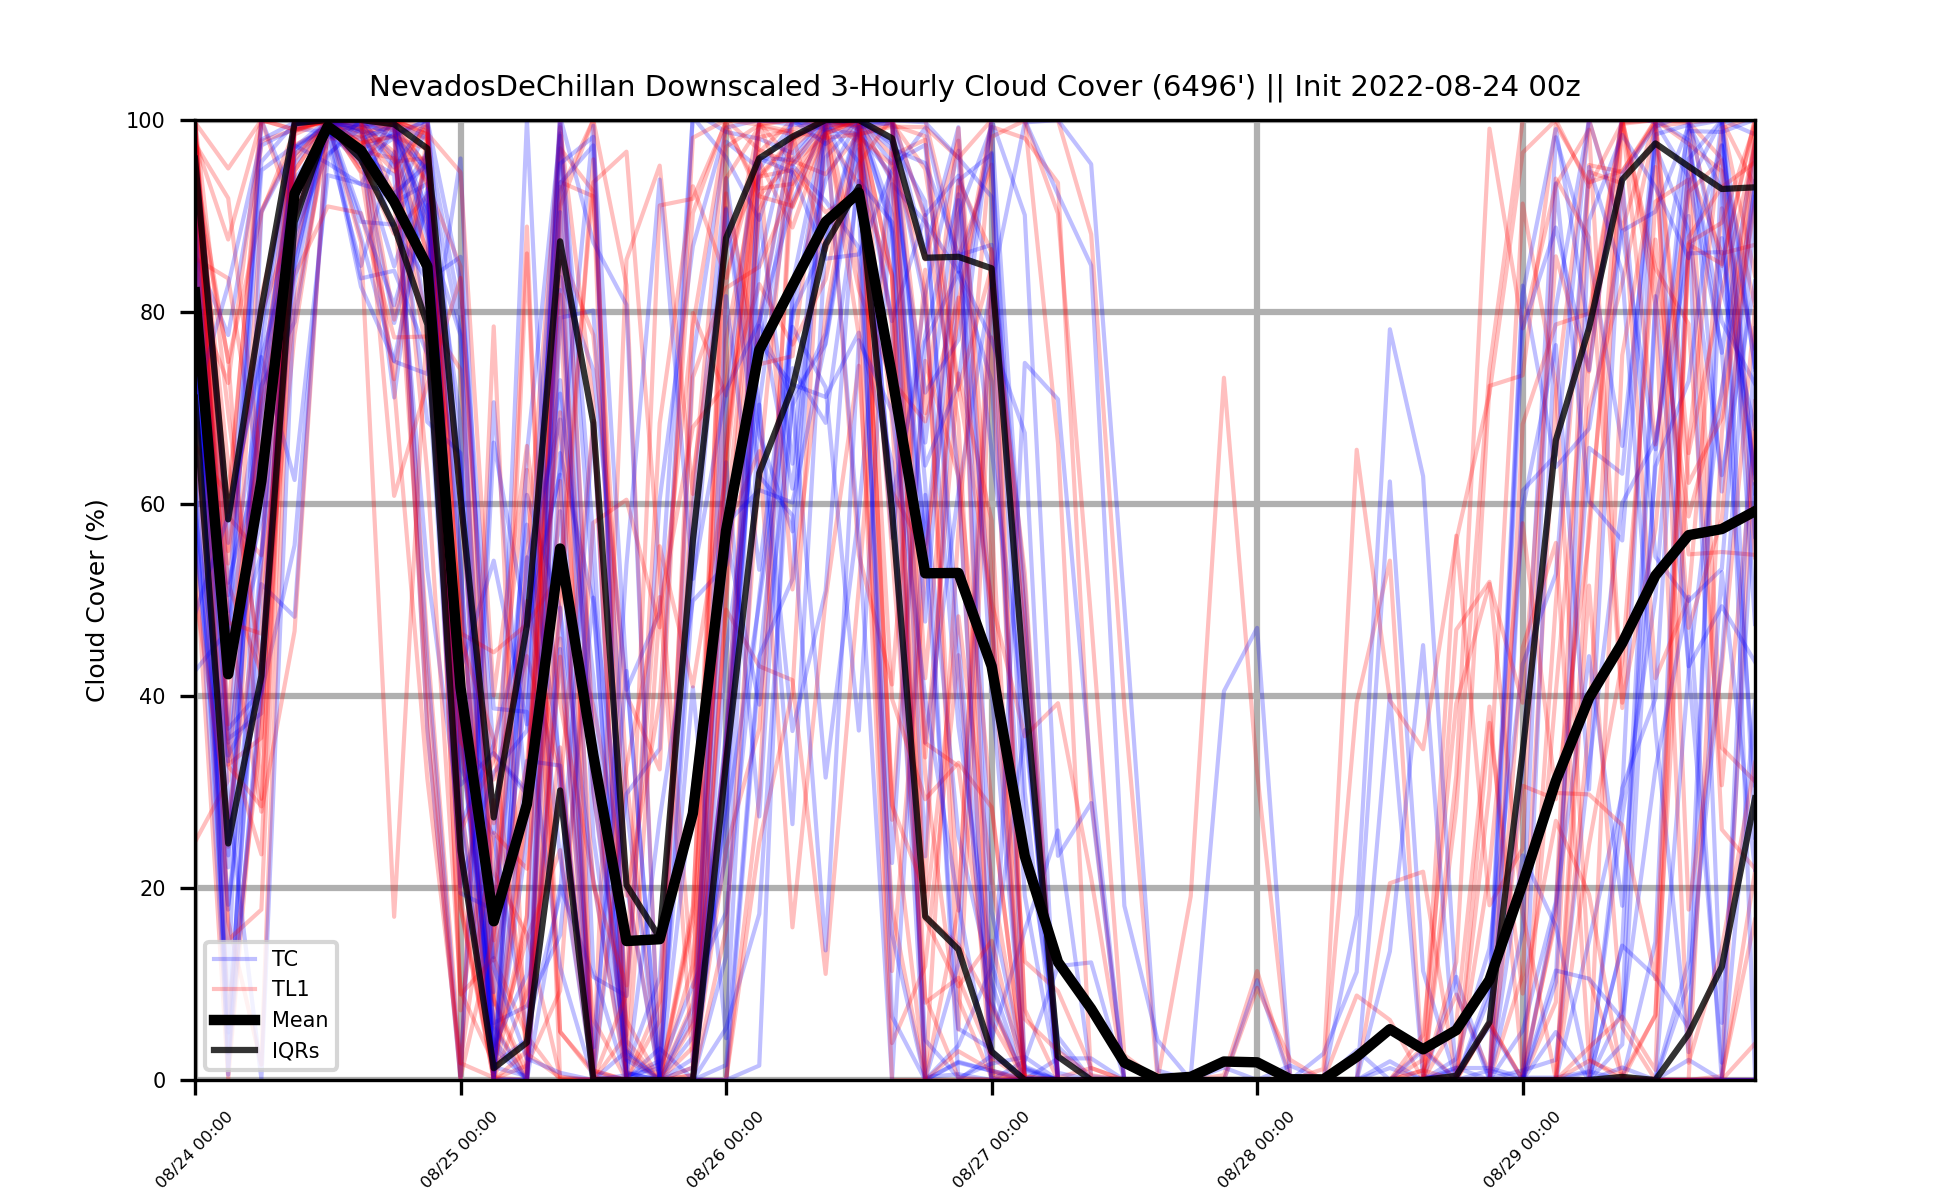 NevadosDeChillan Downscaled 3-Hourly Cloud Cover (6496') || Init 2022-08-24 00z
Cloud Cover (%)
100
80
60
40
20
0
TC
TL1
Mean
IQRs
08/24 00:00
08/25 00:00
08/26 00:00
08/27 00:00
08/28 00:00
08/29 00:00